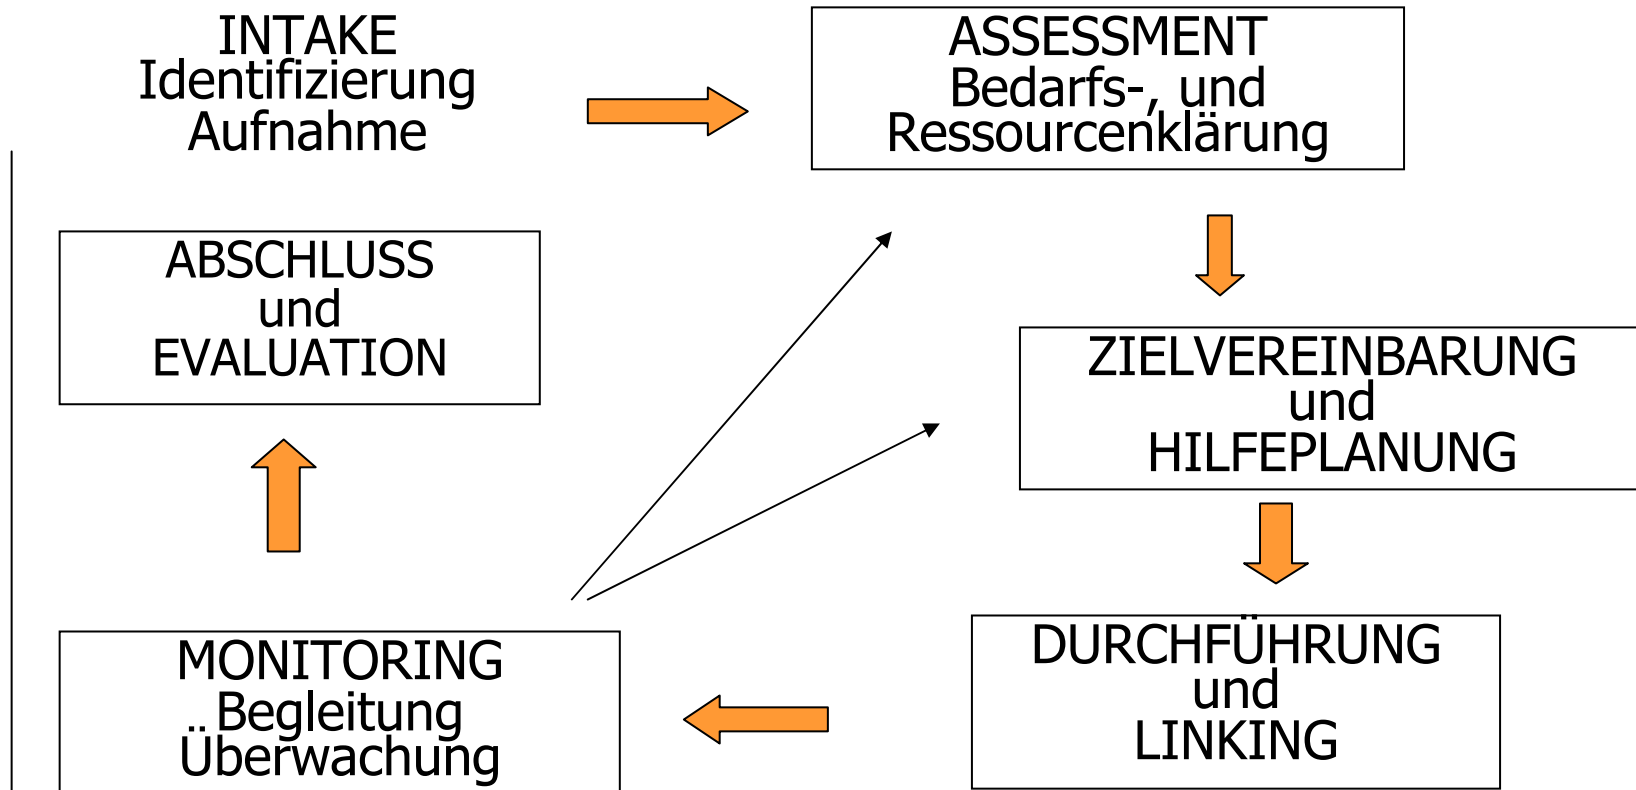 INTAKE
Identifizierung
Aufnahme
ASSESSMENT
Bedarfs-, und
Ressourcenklärung
ABSCHLUSS
und
EVALUATION
ZIELVEREINBARUNG
und
HILFEPLANUNG
MONITORING
Begleitung
Überwachung
DURCHFÜHRUNG
und
LINKING